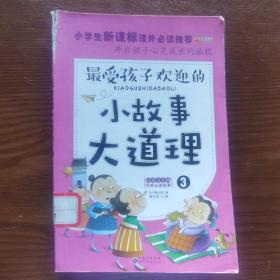 小学生新课标课外必读推荐
开启孩子心灵成长的旅程
最受孩子欢迎的
XIAOGUSHIDADAOLI
小故事
大道理
3